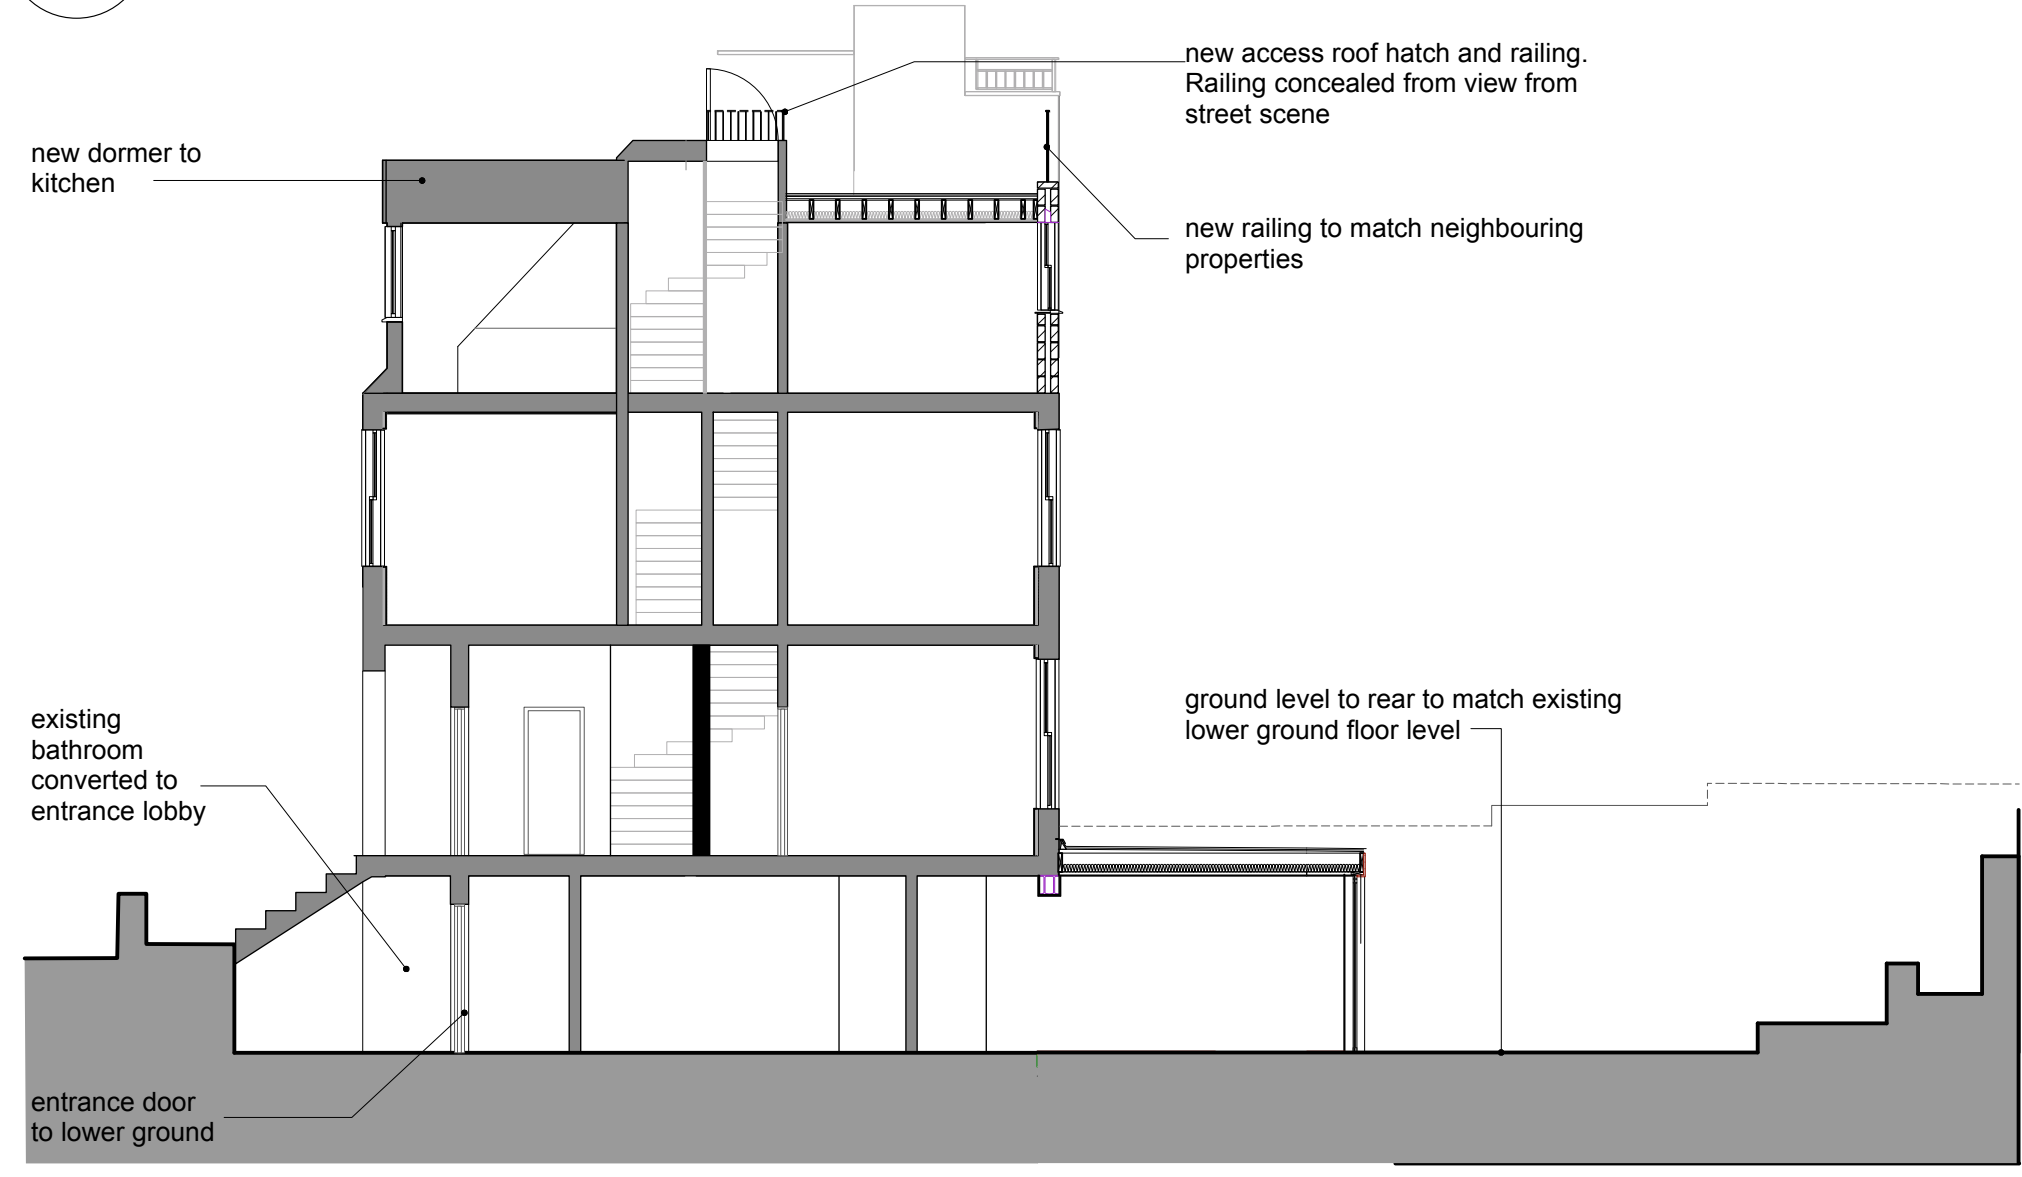 new access roof hatch and railing.
Railing concealed from view from
street scene
new dormer to
kitchen
new railing to match neighbouring
properties
existing
bathroom
converted to
entrance lobby
ground level to rear to match existing
lower ground floor level
entrance door
to lower ground